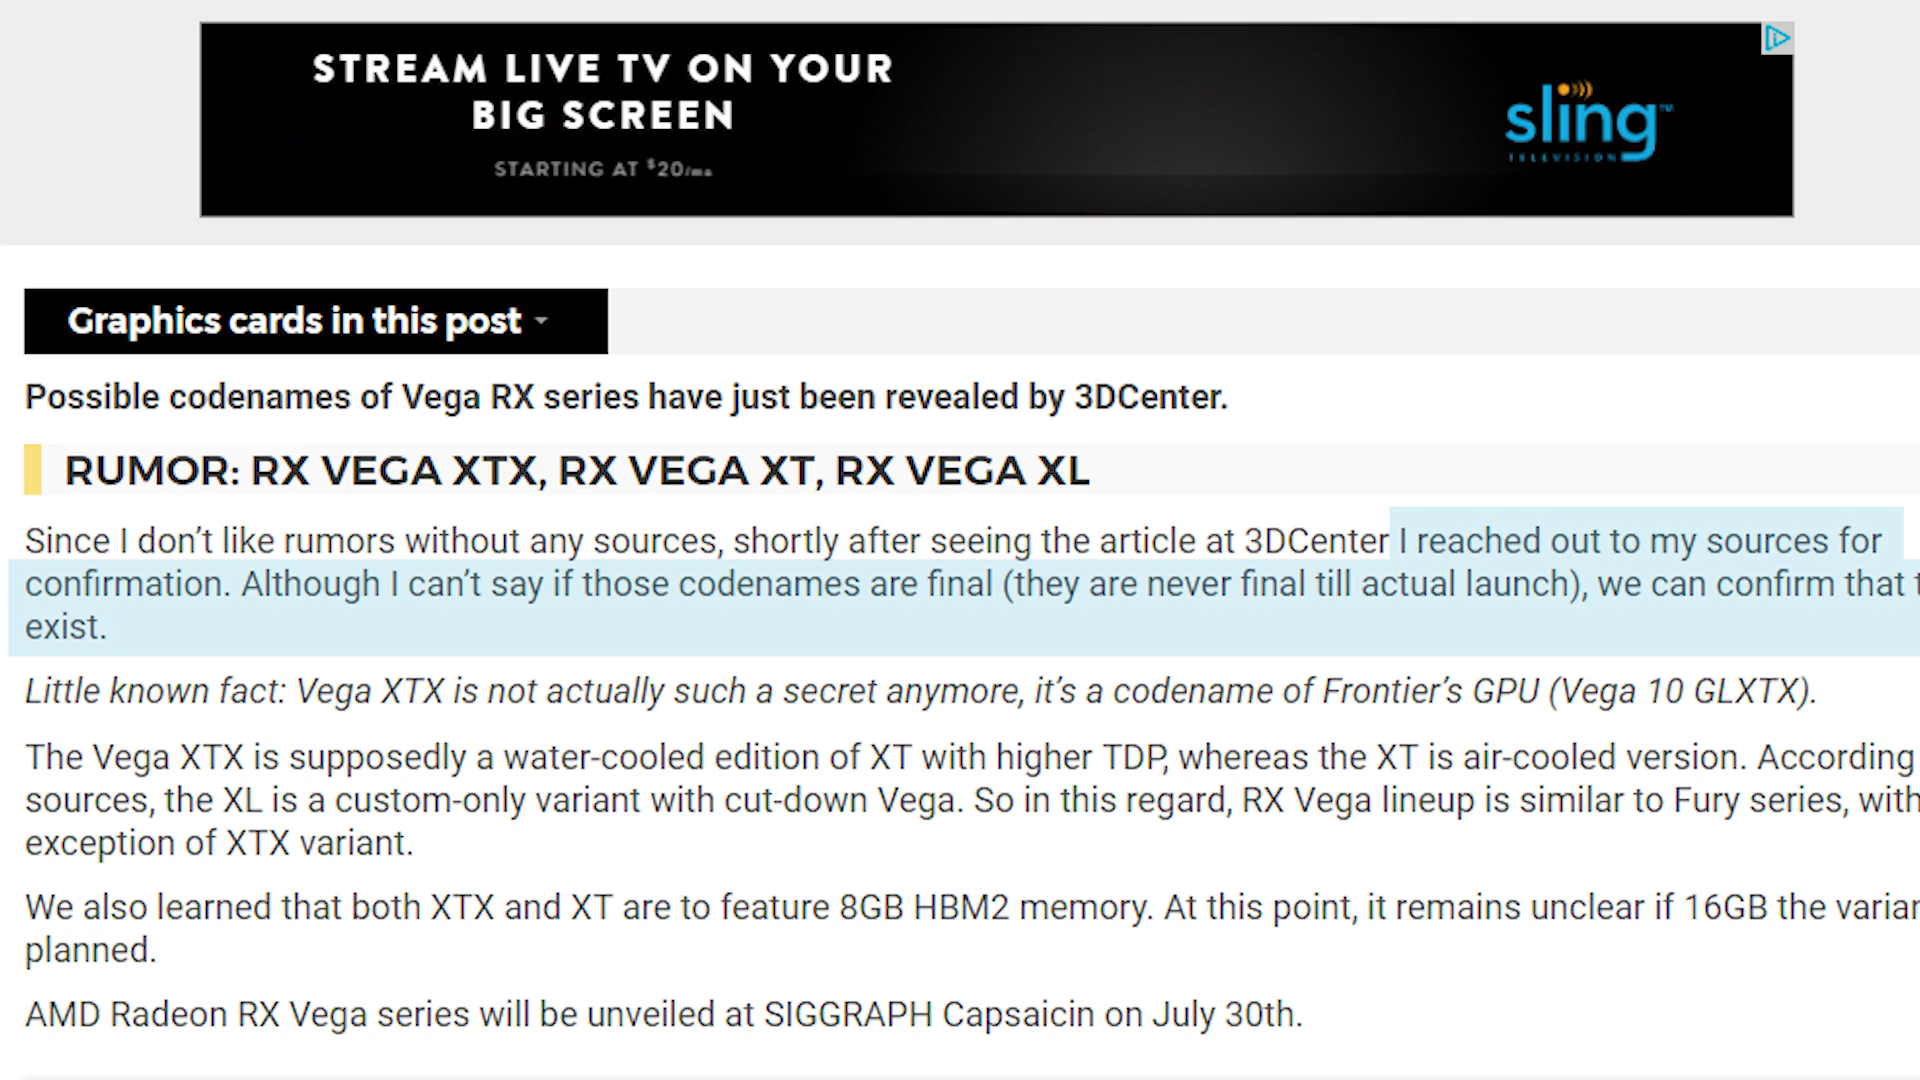 STREAM LIVE TV ON YOUR
BIG SCREEN
STARTING AT $20/mo
sling™
TELEVISION
Graphics cards in this post
Possible codenames of Vega RX series have just been revealed by 3DCenter.
RUMOR: RX VEGA XTX, RX VEGA XT, RX VEGA XL
Since I don’t like rumors without any sources, shortly after seeing the article at 3DCenter I reached out to my sources for
confirmation. Although I can’t say if those codenames are final (they are never final till actual launch), we can confirm that
exist.
Little known fact: Vega XTX is not actually such a secret anymore, it’s a codename of Frontier’s GPU (Vega 10 GLXTX).
The Vega XTX is supposedly a water-cooled edition of XT with higher TDP, whereas the XT is air-cooled version. According
sources, the XL is a custom-only variant with cut-down Vega. So in this regard, RX Vega lineup is similar to Fury series, with
exception of XTX variant.
We also learned that both XTX and XT are to feature 8GB HBM2 memory. At this point, it remains unclear if 16GB the
planned.
AMD Radeon RX Vega series will be unveiled at SIGGRAPH Capsaicin on July 30th.